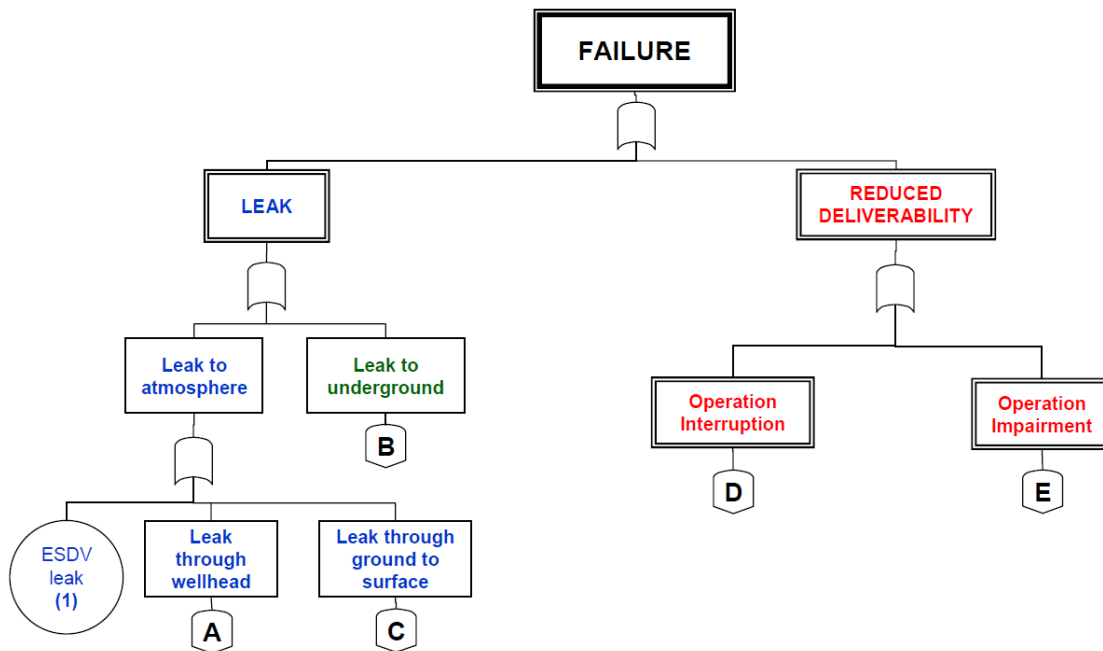 FAILURE
LEAK
REDUCED
DELIVERABILITY
Leak to
atmosphere
Leak to
underground
B
Operation
Interruption
D
Operation
Impairment
E
ESDV
leak
(1)
Leak
through
wellhead
A
Leak through
ground to
surface
C